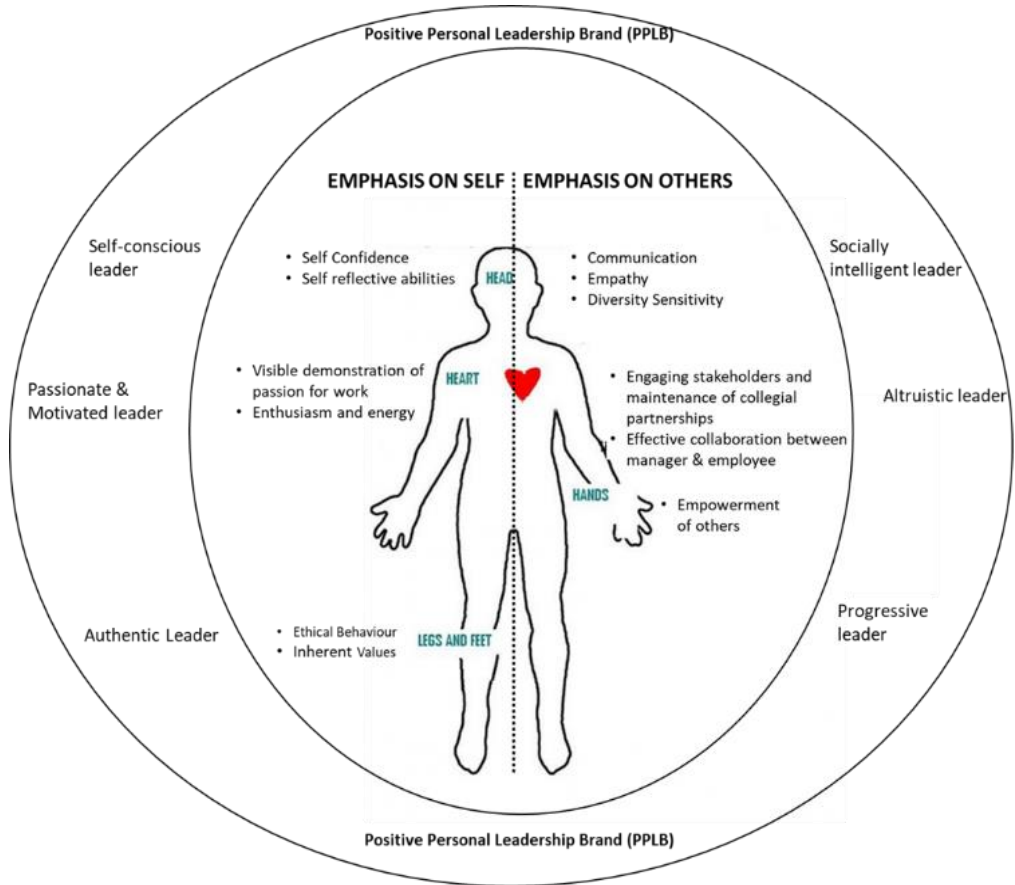 Positive Personal Leadership Brand (PPLB)
EMPHASIS ON SELF
EMPHASIS ON OTHERS
Self-conscious
leader
• Self Confidence
• Self reflective abilities
HEAD
• Communication
• Empathy
• Diversity Sensitivity
Socially
intelligent leader
Passionate &
Motivated leader
• Visible demonstration of
passion for work
• Enthusiasm and energy
HEART
• Engaging stakeholders and
maintenance of collegial
partnerships
• Effective collaboration between
manager & employee
Altruistic leader
HANDS
• Empowerment
of others
Authentic Leader
• Ethical Behaviour
• Inherent Values
LEGS AND FEET
Progressive
leader
Positive Personal Leadership Brand (PPLB)